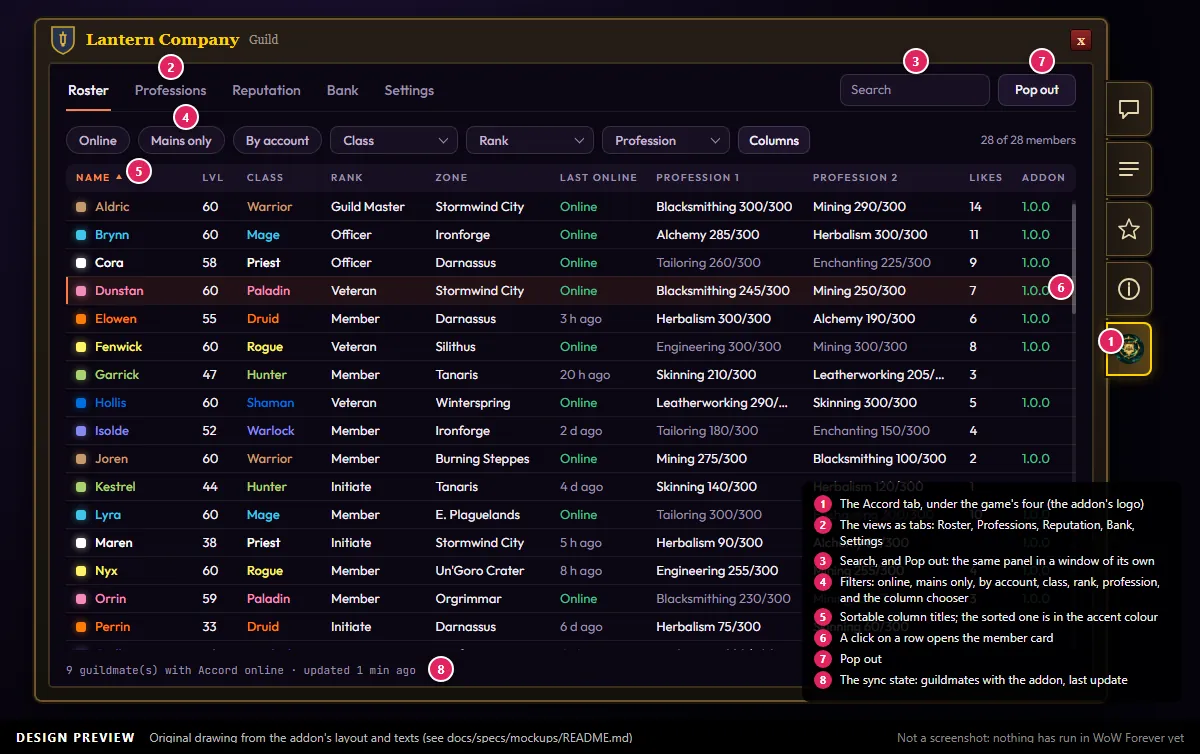 Lantern Company Guild
x
2
3
7
Roster Professions Reputation Bank Settings
Search
Pop out
4
Online Mains only By account Class Rank Profession Columns
28 of 28 members
5
NAME LVL CLASS RANK ZONE LAST ONLINE PROFESSION 1 PROFESSION 2 LIKES ADDON
Aldric 60 Warrior Guild Master Stormwind City Online Blacksmithing 300/300 Mining 290/300 14 1.0.0
Brynn 60 Mage Officer Ironforge Online Alchemy 285/300 Herbalism 300/300 11 1.0.0
Cora 58 Priest Officer Darnassus Online Tailoring 260/300 Enchanting 225/300 9 1.0.0
Dunstan 60 Paladin Veteran Stormwind City Online Blacksmithing 245/300 Mining 250/300 7 1.0.0
6
Elowen 55 Druid Member Darnassus 3 h ago Herbalism 300/300 Alchemy 190/300 6 1.0.0
Fenwick 60 Rogue Veteran Silithus Online Engineering 300/300 Mining 300/300 8 1.0.0
1
Garrick 47 Hunter Member Tanaris 20 h ago Skinning 210/300 Leatherworking 205/... 3
Hollis 60 Shaman Veteran Winterspring Online Leatherworking 290/... Skinning 300/300 5 1.0.0
Isolde 52 Warlock Member Ironforge 2 d ago Tailoring 180/300 Enchanting 150/300 4
Joren 60 Warrior Member Burning Steppes Online Mining 275/300 Blacksmithing 100/300 2 1.0.0
Kestrel 44 Hunter Initiate Tanaris 4 d ago Skinning 140/300 Herbalism 120/300 1
Lyra 60 Mage Member E. Plaguelands Online Tailoring 300/300
Maren 38 Priest Initiate Stormwind City 5 h ago Herbalism 90/300
Nyx 60 Rogue Member Un'Goro Crater 8 h ago Engineering 255/300
Orrin 59 Paladin Member Orgrimmar Online Blacksmithing 230/300
Perrin 33 Druid Initiate Darnassus 6 d ago Herbalism 75/300
9 guildmate(s) with Accord online · updated 1 min ago
8
1 The Accord tab, under the game's four (the addon's logo)
2 The views as tabs: Roster, Professions, Reputation, Bank,
Settings
3 Search, and Pop out: the same panel in a window of its own
4 Filters: online, mains only, by account, class, rank, profession,
and the column chooser
5 Sortable column titles; the sorted one is in the accent colour
6 A click on a row opens the member card
7 Pop out
8 The sync state: guildmates with the addon, last update
DESIGN PREVIEW Original drawing from the addon's layout and texts (see docs/specs/mockups/README.md)
Not a screenshot: nothing has run in WoW Forever yet